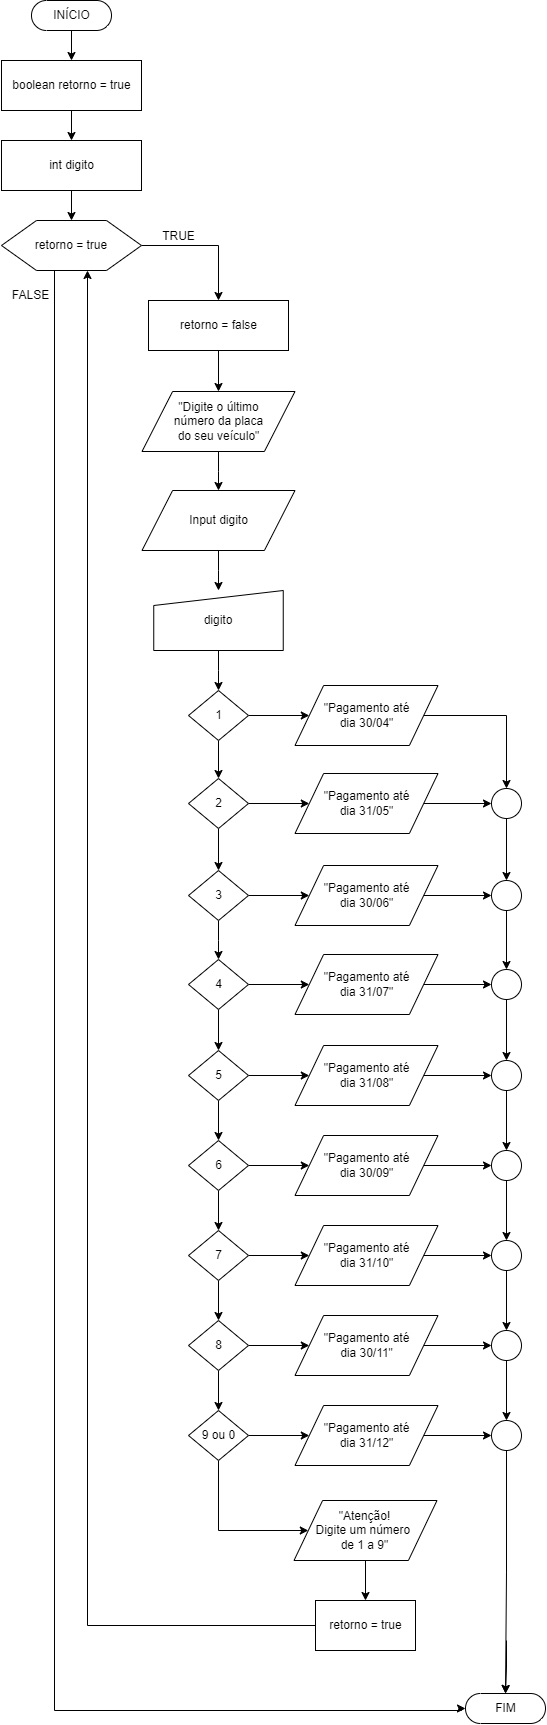 INÍCIO
boolean retorno = true
int digito
retorno = true
TRUE
FALSE
retorno = false
"Digite o último
número da placa
do seu veículo"
Input digito
digito
1
"Pagamento até
dia 30/04"
2
"Pagamento até
dia 31/05"
3
"Pagamento até
dia 30/06"
4
"Pagamento até
dia 31/07"
5
"Pagamento até
dia 31/08"
6
"Pagamento até
dia 30/09"
7
"Pagamento até
dia 31/10"
8
"Pagamento até
dia 30/11"
9 ou 0
"Pagamento até
dia 31/12"
"Atenção!
Digite um número
de 1 a 9"
retorno = true
FIM